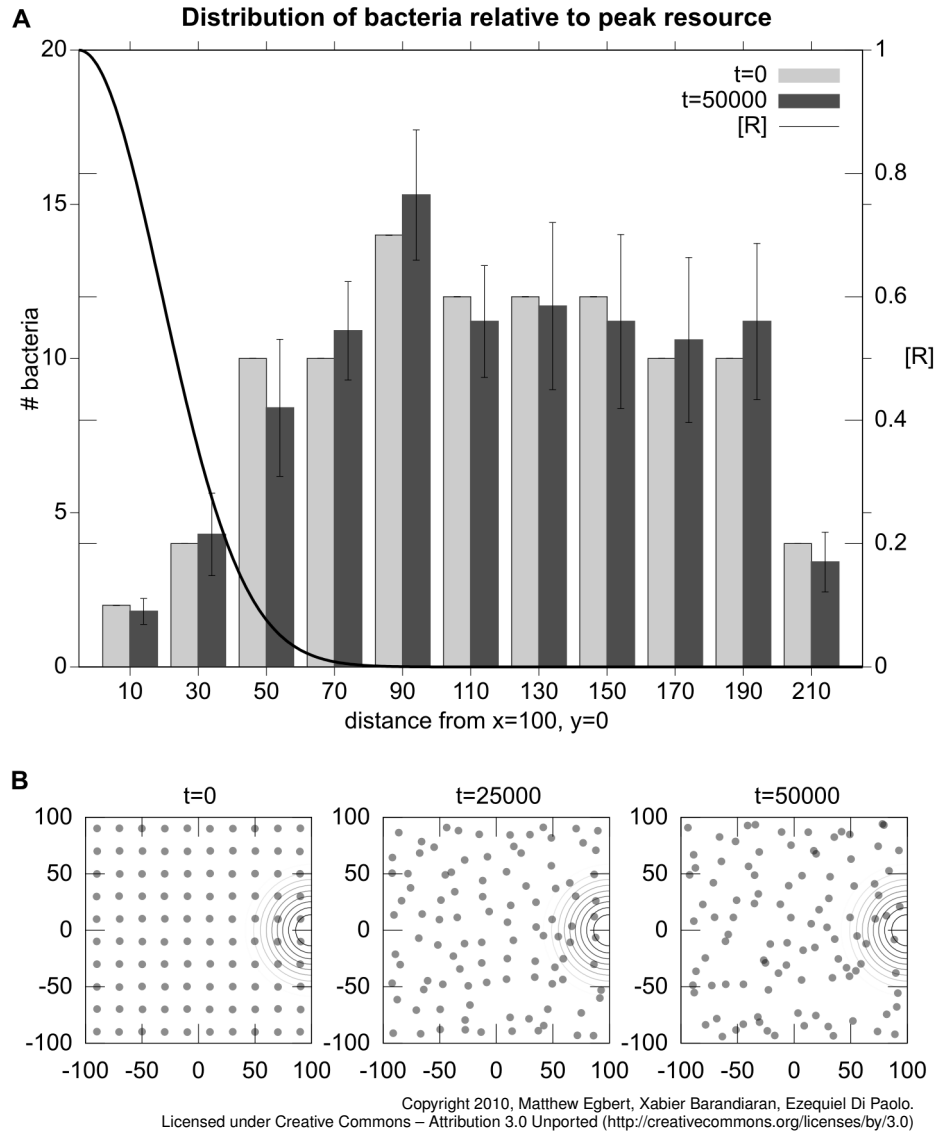 A
Distribution of bacteria relative to peak resource
20 1
t=0
t=50000
[R]
0.8
15
0.6
10
[R]
# bacteria
0.4
5
0.2
0 0
10 30 50 70 90 110 130 150 170 190 210
distance from x=100, y=0
B
t=0 t=25000 t=50000
100 100 100
50 50 50
0 0 0
-50 -50 -50
-100 -100 -100
-100 -50 0 50 100 -100 -50 0 50 100 -100 -50 0 50 100
Copyright 2010, Matthew Egbert, Xabier Barandiaran, Ezequiel Di Paolo.
Licensed under Creative Commons – Attribution 3.0 Unported (http://creativecommons.org/licenses/by/3.0)